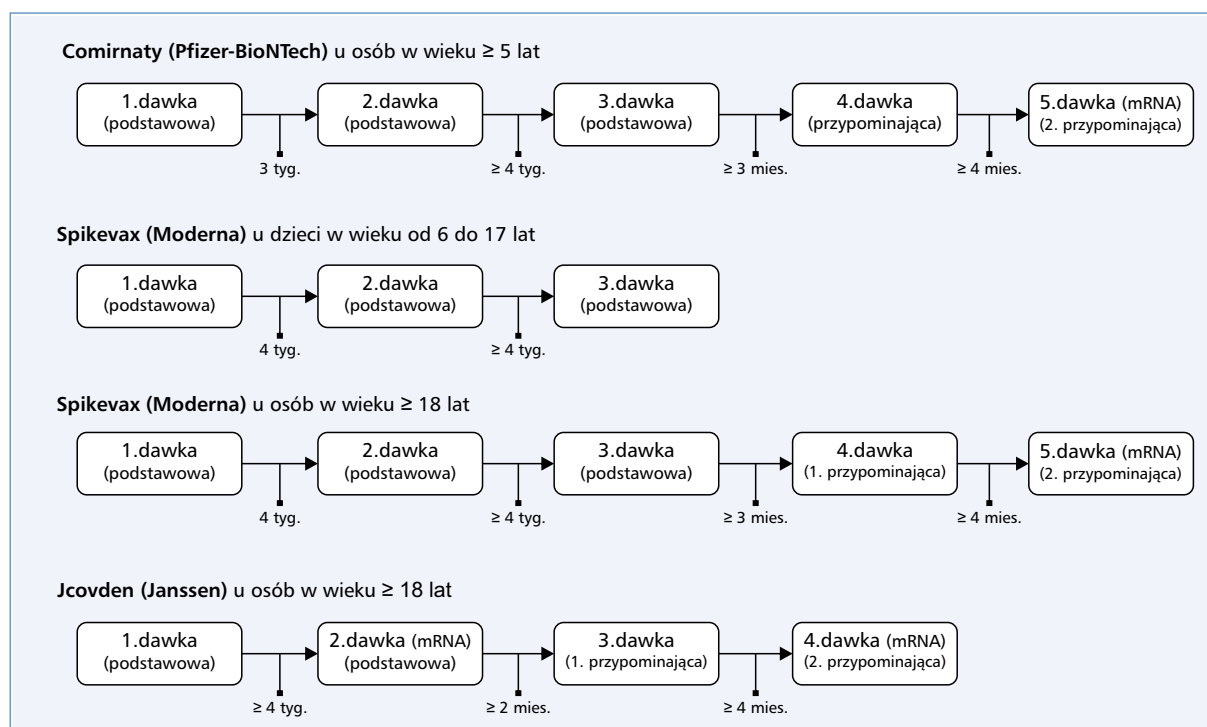 Comirnaty (Pfizer-BioNTech) u osób w wieku ≥ 5 lat
1.dawka
(podstawowa)
2.dawka
(podstawowa)
3.dawka
(podstawowa)
4.dawka
(przypominająca)
5.dawka (mRNA)
(2. przypominająca)
3 tyg.
≥ 4 tyg.
≥ 3 mies.
≥ 4 mies.
Spikevax (Moderna) u dzieci w wieku od 6 do 17 lat
1.dawka
(podstawowa)
2.dawka
(podstawowa)
3.dawka
(podstawowa)
4 tyg.
≥ 4 tyg.
Spikevax (Moderna) u osób w wieku ≥ 18 lat
1.dawka
(podstawowa)
2.dawka
(podstawowa)
3.dawka
(podstawowa)
4.dawka
(1. przypominająca)
5.dawka (mRNA)
(2. przypominająca)
4 tyg.
≥ 4 tyg.
≥ 3 mies.
≥ 4 mies.
Jcovden (Janssen) u osób w wieku ≥ 18 lat
1.dawka
(podstawowa)
2.dawka (mRNA)
(podstawowa)
3.dawka
(1. przypominająca)
4.dawka (mRNA)
(2. przypominająca)
≥ 4 tyg.
≥ 2 mies.
≥ 4 mies.